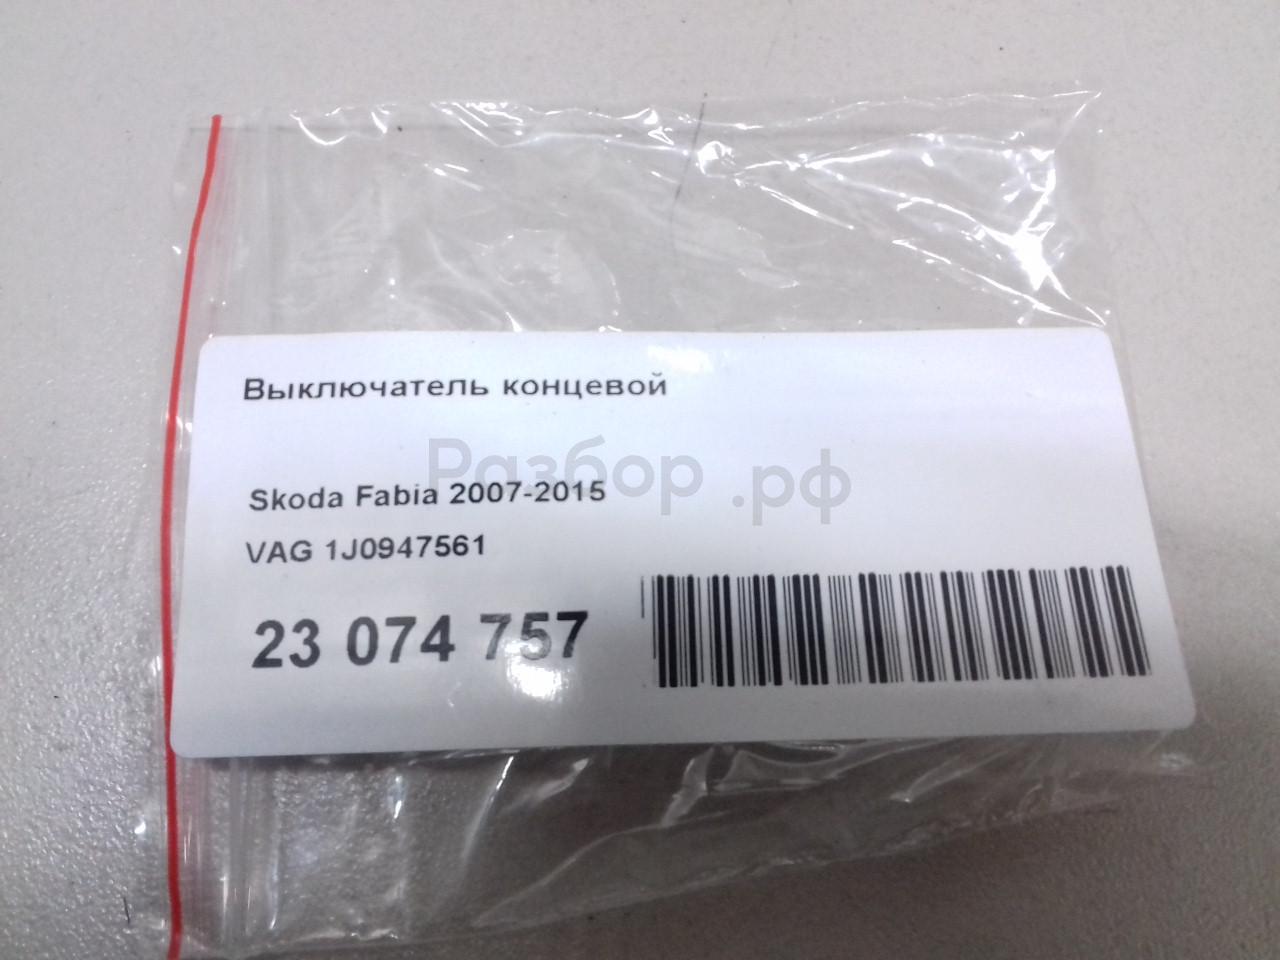 Выключатель концевой
Разбор.рф
Skoda Fabia 2007-2015
VAG 1J0947561
23 074 757